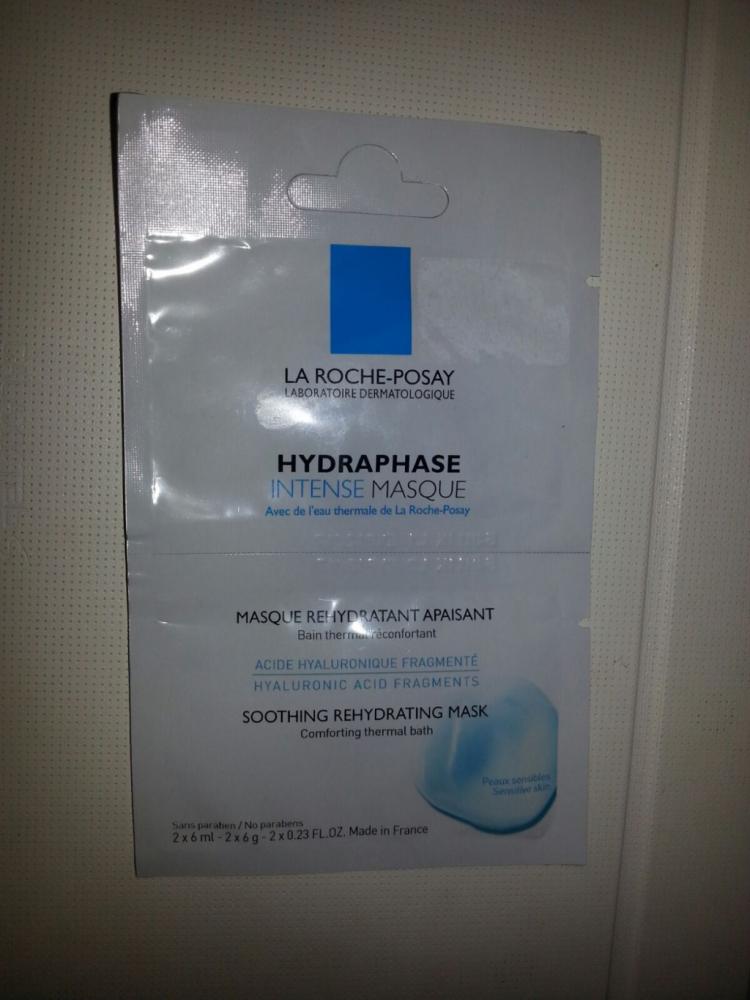 LA ROCHE-POSAY
LABORATOIRE DERMATOLOGIQUE
HYDRAPHASE
INTENSE MASQUE
Avec de l'eau thermale de La Roche-Posay
MASQUE REHYDRATANT APAISANT
Bain thermal réconfortant
ACIDE HYALURONIQUE FRAGMENTÉ
HYALURONIC ACID FRAGMENTS
SOOTHING REHYDRATING MASK
Comforting thermal bath
Peaux sensibles
Sensitive skin
Sans paraben / No parabens
2 x 6 ml - 2 x 6 g - 2 x 0.23 FL.OZ. Made in France